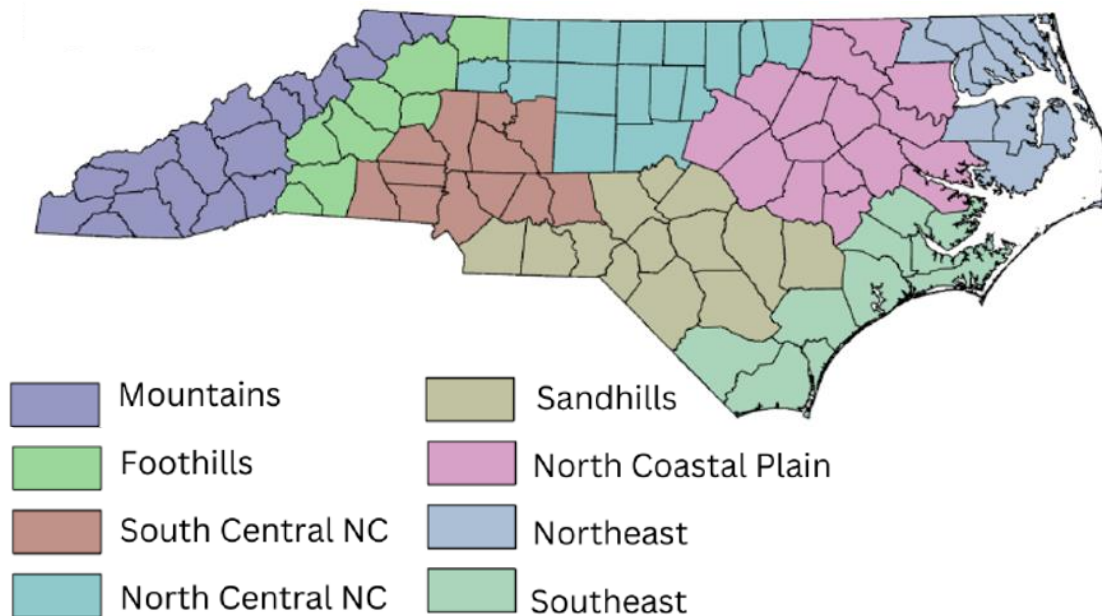 Mountains
Foothills
South Central NC
North Central NC
Sandhills
North Coastal Plain
Northeast
Southeast